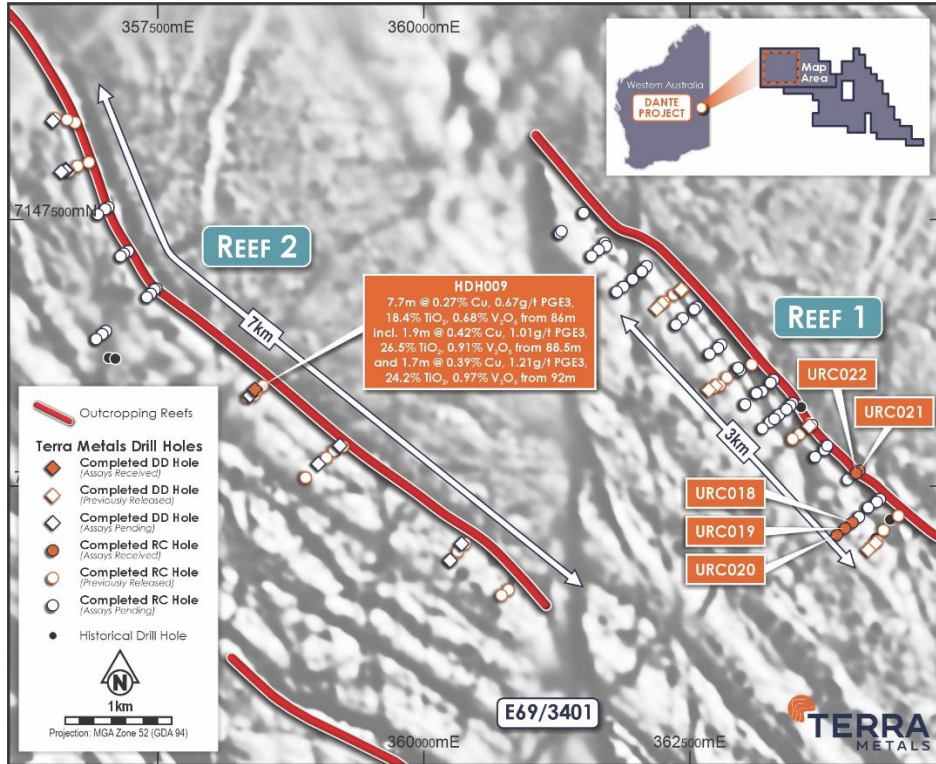 357500mE
360000mE
Western Australia
DANTE
PROJECT
Map
Area
7147500mN
REEF 2
HDH009
7.7m @ 0.27% Cu, 0.67g/t PGE3,
18.4% TiO₂, 0.68% V₂O₅ from 86m
incl. 1.9m @ 0.42% Cu, 1.01g/t PGE3,
26.5% TiO₂, 0.91% V₂O₅ from 88.5m
and 1.7m @ 0.39% Cu, 1.21g/t PGE3,
24.2% TiO₂, 0.97% V₂O₅ from 92m
7km
REEF 1
URC022
URC021
3km
URC018
URC019
URC020
Outcropping Reefs
Terra Metals Drill Holes
Completed DD Hole
(Assays Received)
Completed DD Hole
(Previously Released)
Completed DD Hole
(Assays Pending)
Completed RC Hole
(Assays Received)
Completed RC Hole
(Previously Released)
Completed RC Hole
(Assays Pending)
Historical Drill Hole
N
1km
Projection: MGA Zone 52 (GDA 94)
E69/3401
360000mE
362500mE
TERRA
METALS